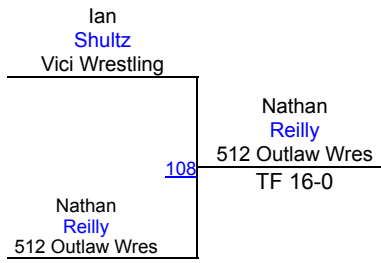 Ian
Shultz
Vici Wrestling
Nathan
Reilly
512 Outlaw Wres
108
TF 16-0
Nathan
Reilly
512 Outlaw Wres